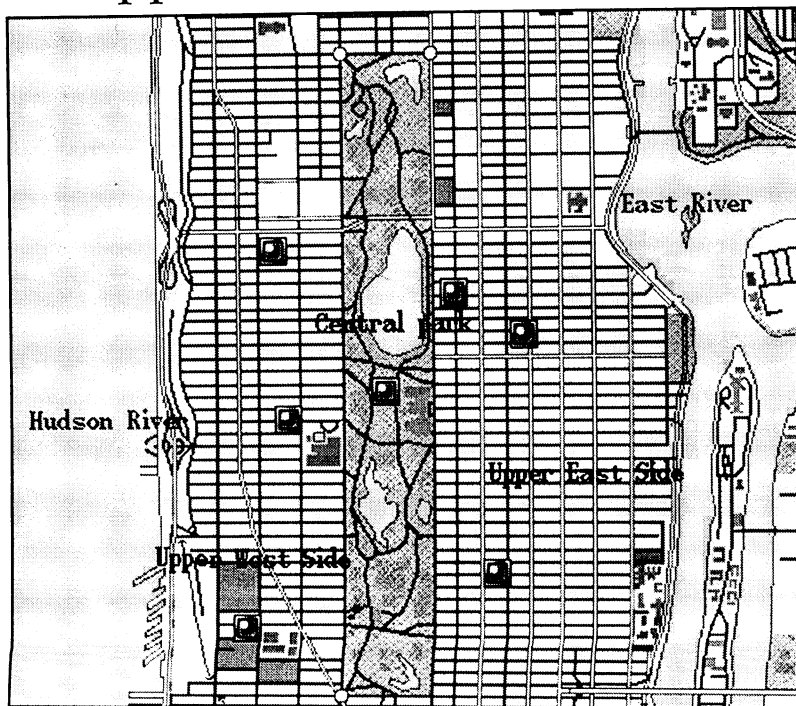 East River
Central park
Hudson River
Upper East Side
Upper West Side